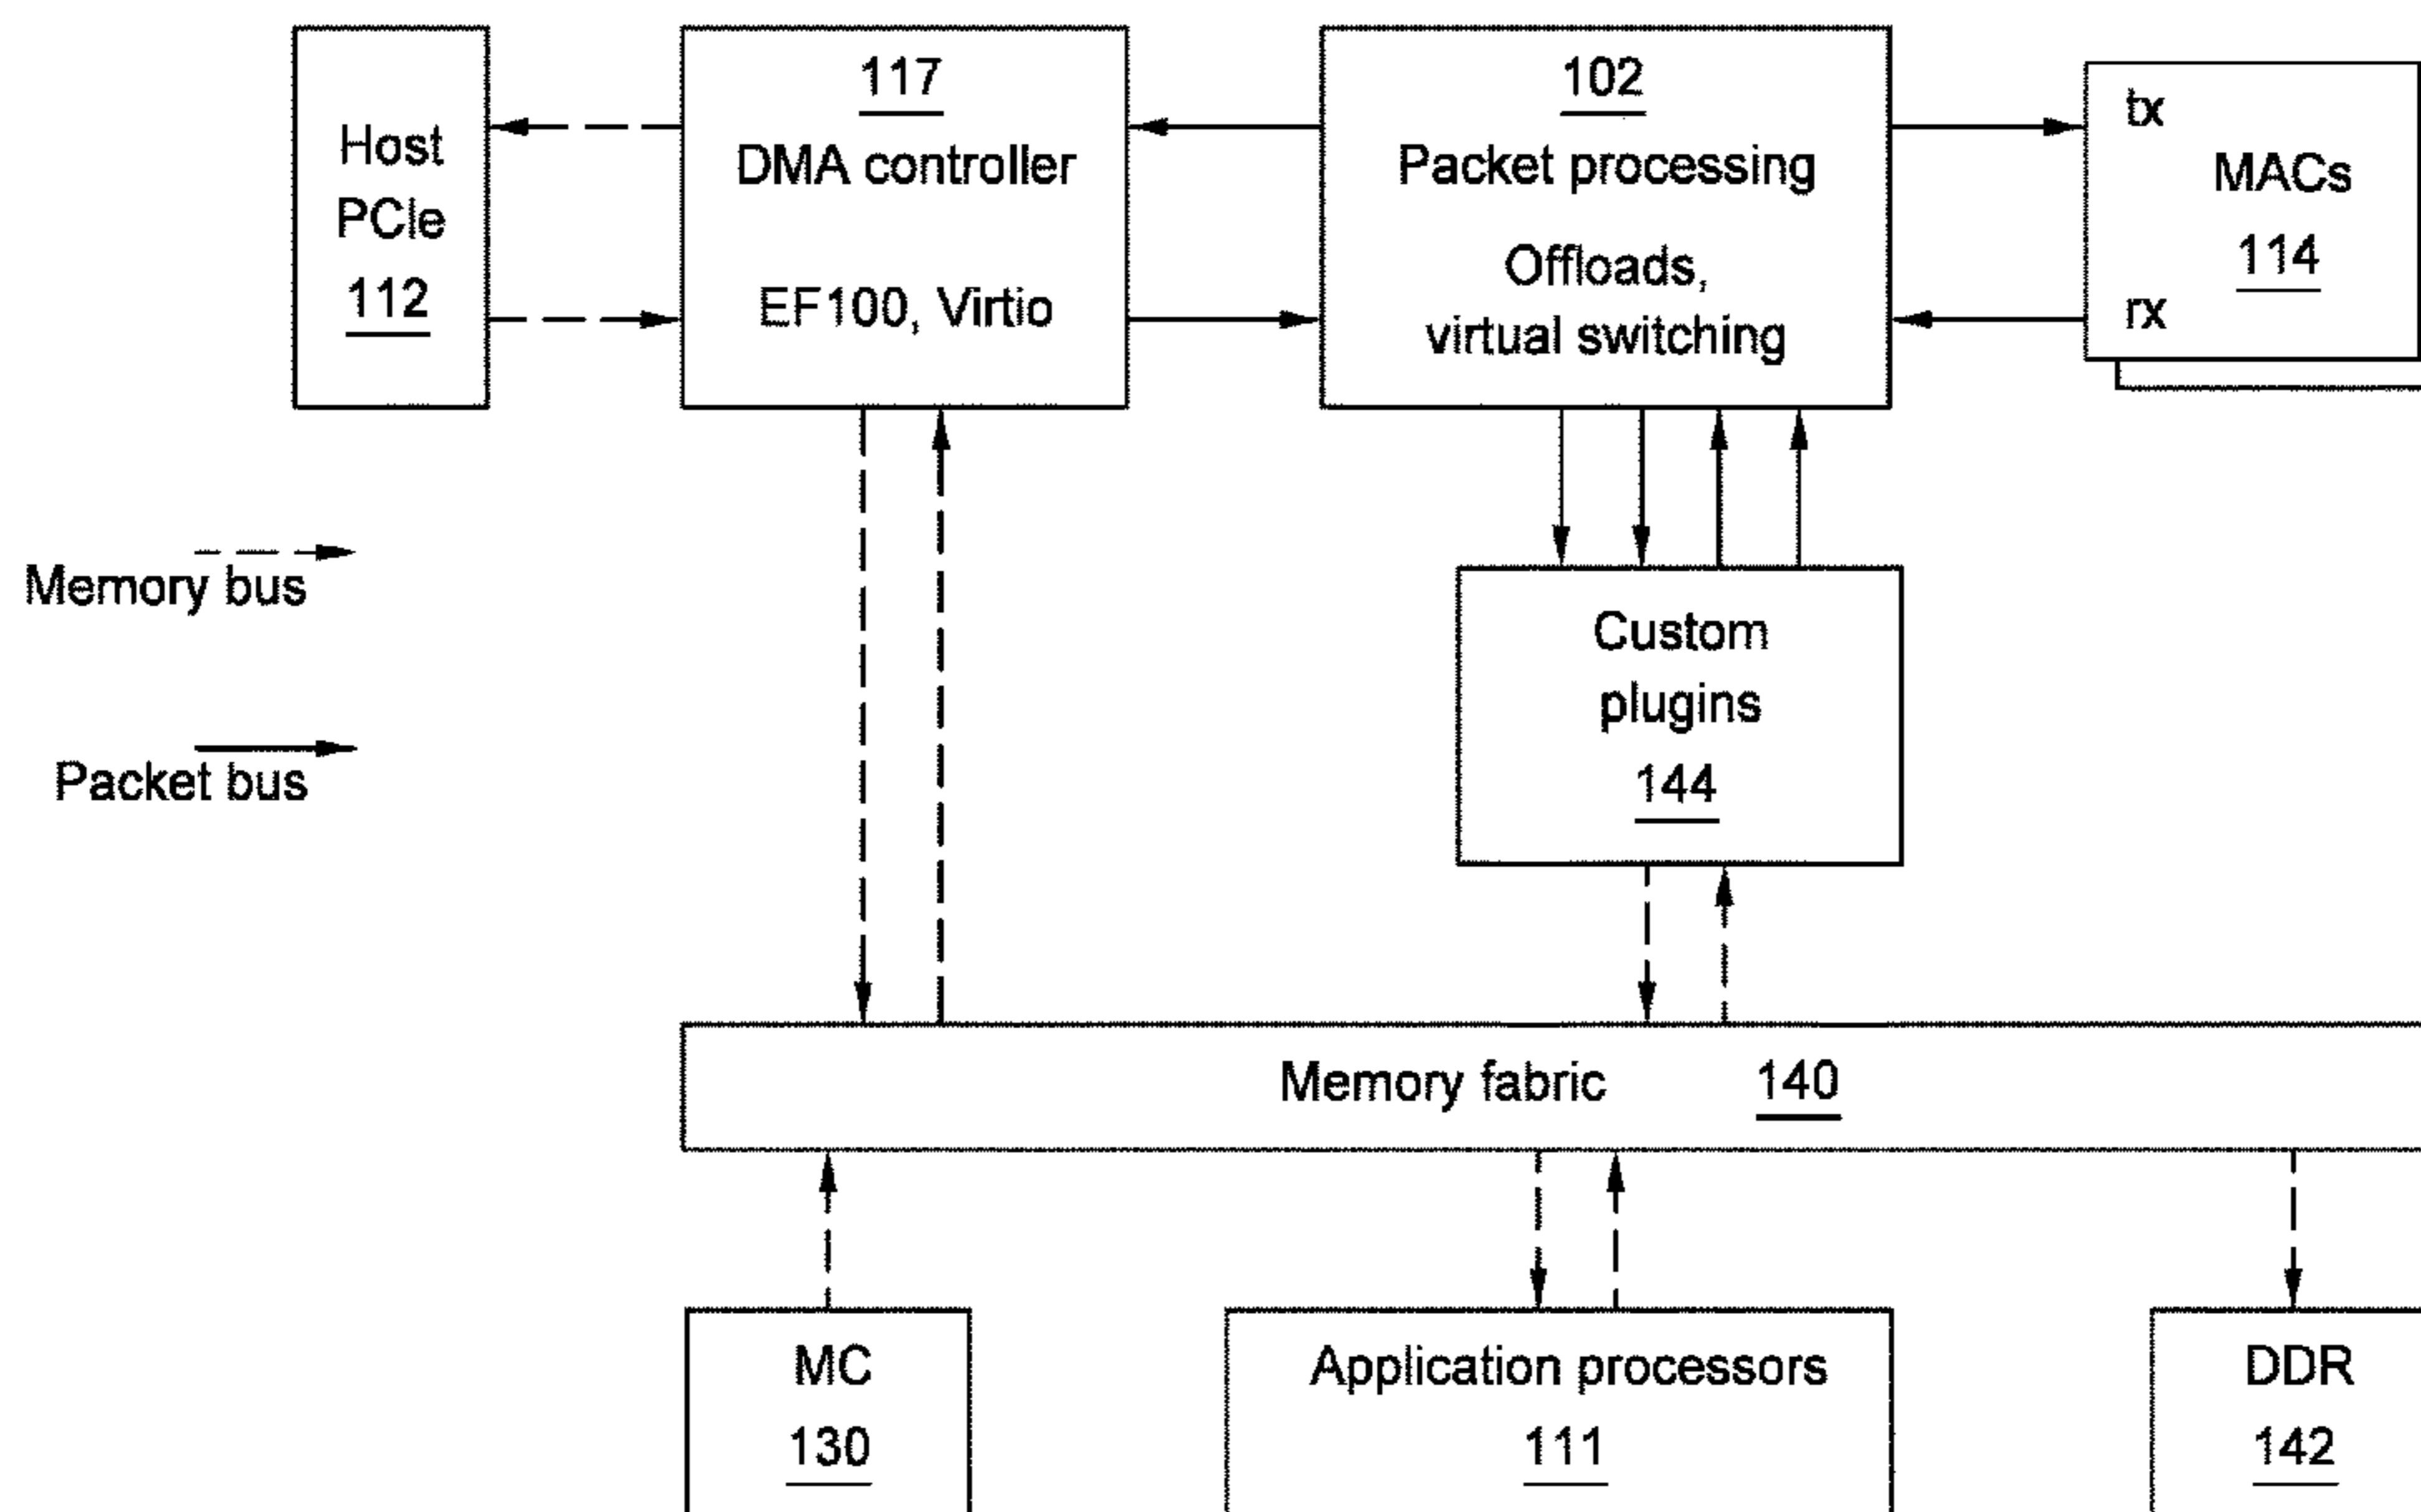 Host
PCIe
112
117
DMA controller
EF100, Virtio
102
Packet processing
Offloads,
virtual switching
tx
MACs
114
rx
Memory bus
Packet bus
Custom
plugins
144
Memory fabric 140
MC
130
Application processors
111
DDR
142